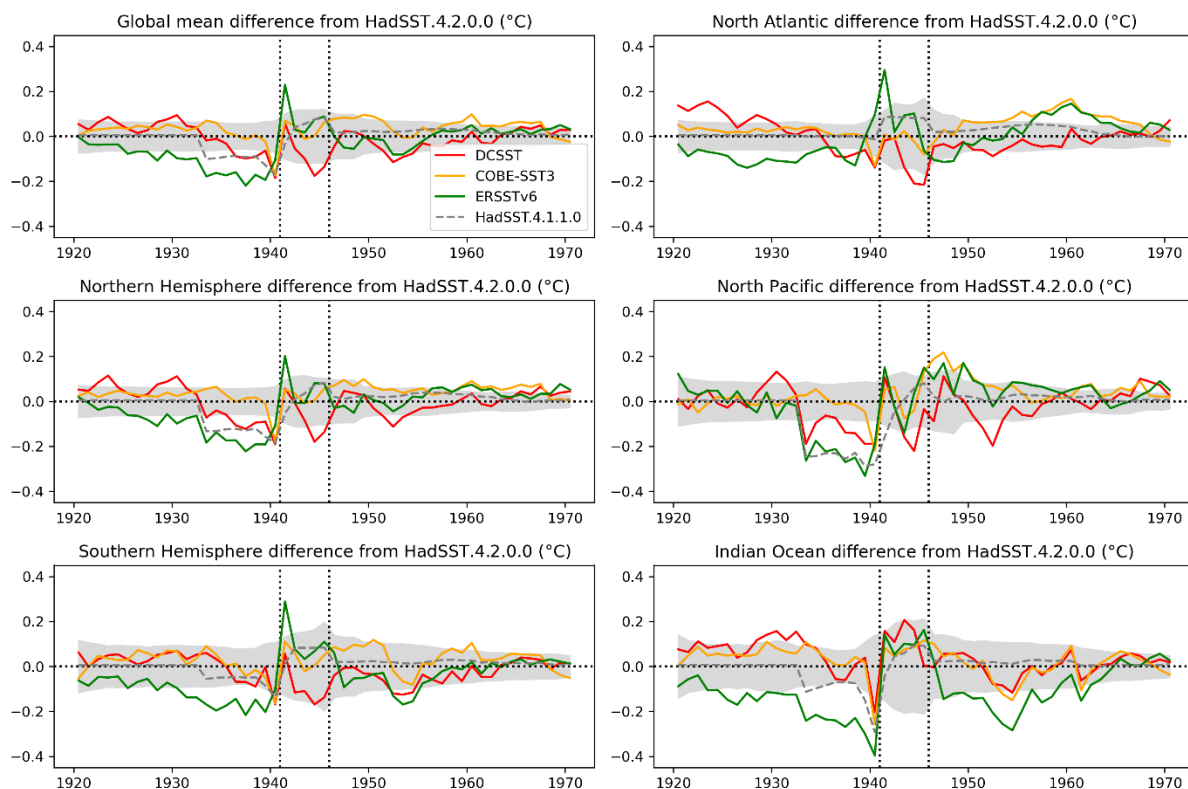 Global mean difference from HadSST.4.2.0.0 (°C)
0.4
0.2
0.0
−0.2
−0.4
1920 1930 1940 1950 1960 1970
DCSST
COBE-SST3
ERSSTv6
HadSST.4.1.1.0
North Atlantic difference from HadSST.4.2.0.0 (°C)
0.4
0.2
0.0
−0.2
−0.4
1920 1930 1940 1950 1960 1970
Northern Hemisphere difference from HadSST.4.2.0.0 (°C)
0.4
0.2
0.0
−0.2
−0.4
1920 1930 1940 1950 1960 1970
North Pacific difference from HadSST.4.2.0.0 (°C)
0.4
0.2
0.0
−0.2
−0.4
1920 1930 1940 1950 1960 1970
Southern Hemisphere difference from HadSST.4.2.0.0 (°C)
0.4
0.2
0.0
−0.2
−0.4
1920 1930 1940 1950 1960 1970
Indian Ocean difference from HadSST.4.2.0.0 (°C)
0.4
0.2
0.0
−0.2
−0.4
1920 1930 1940 1950 1960 1970